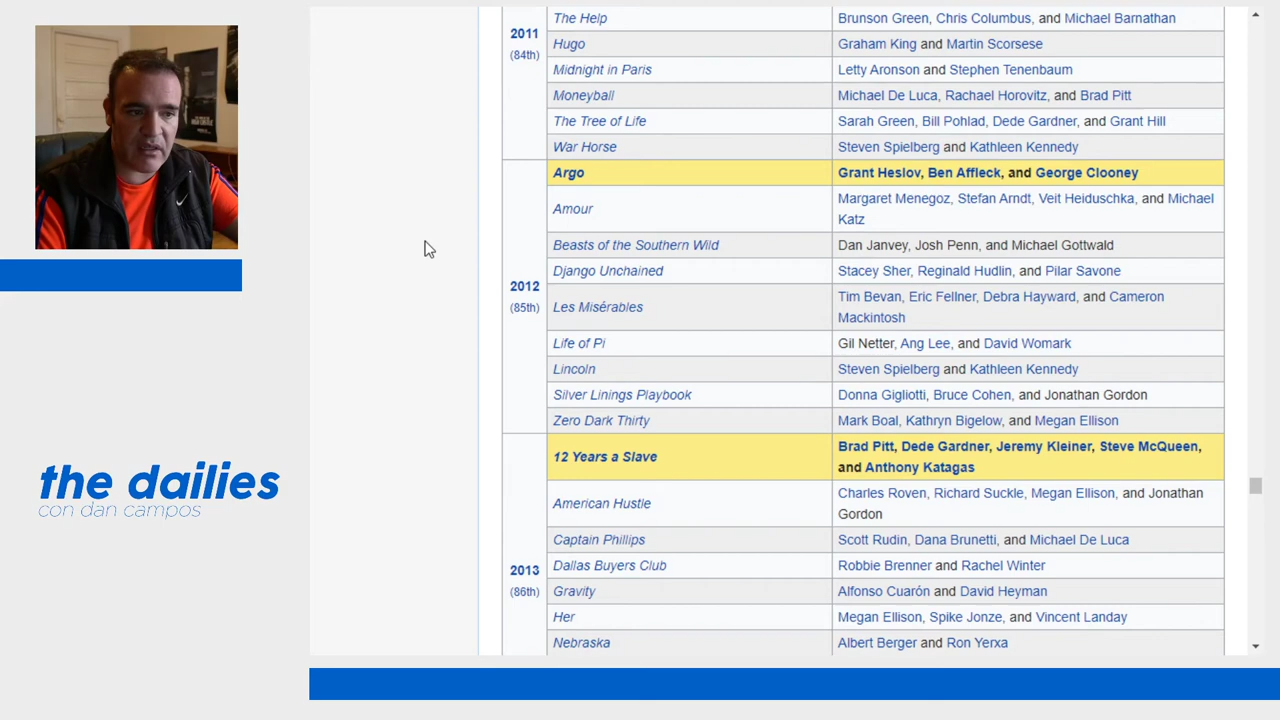 2011
(84th)
The Help
Brunson Green, Chris Columbus, and Michael Barnathan
Hugo
Graham King and Martin Scorsese
Midnight in Paris
Letty Aronson and Stephen Tenenbaum
Moneyball
Michael De Luca, Rachael Horovitz, and Brad Pitt
The Tree of Life
Sarah Green, Bill Pohlad, Dede Gardner, and Grant Hill
War Horse
Steven Spielberg and Kathleen Kennedy
2012
(85th)
Argo
Grant Heslov, Ben Affleck, and George Clooney
Amour
Margaret Menegoz, Stefan Arndt, Veit Heiduschka, and Michael
Katz
Beasts of the Southern Wild
Dan Janvey, Josh Penn, and Michael Gottwald
Django Unchained
Stacey Sher, Reginald Hudlin, and Pilar Savone
Les Misérables
Tim Bevan, Eric Fellner, Debra Hayward, and Cameron
Mackintosh
Life of Pi
Gil Netter, Ang Lee, and David Womark
Lincoln
Steven Spielberg and Kathleen Kennedy
Silver Linings Playbook
Donna Gigliotti, Bruce Cohen, and Jonathan Gordon
Zero Dark Thirty
Mark Boal, Kathryn Bigelow, and Megan Ellison
2013
(86th)
12 Years a Slave
Brad Pitt, Dede Gardner, Jeremy Kleiner, Steve McQueen,
and Anthony Katagas
American Hustle
Charles Roven, Richard Suckle, Megan Ellison, and Jonathan
Gordon
Captain Phillips
Scott Rudin, Dana Brunetti, and Michael De Luca
Dallas Buyers Club
Robbie Brenner and Rachel Winter
Gravity
Alfonso Cuarón and David Heyman
Her
Megan Ellison, Spike Jonze, and Vincent Landay
Nebraska
Albert Berger and Ron Yerxa
the dailies
con dan campos